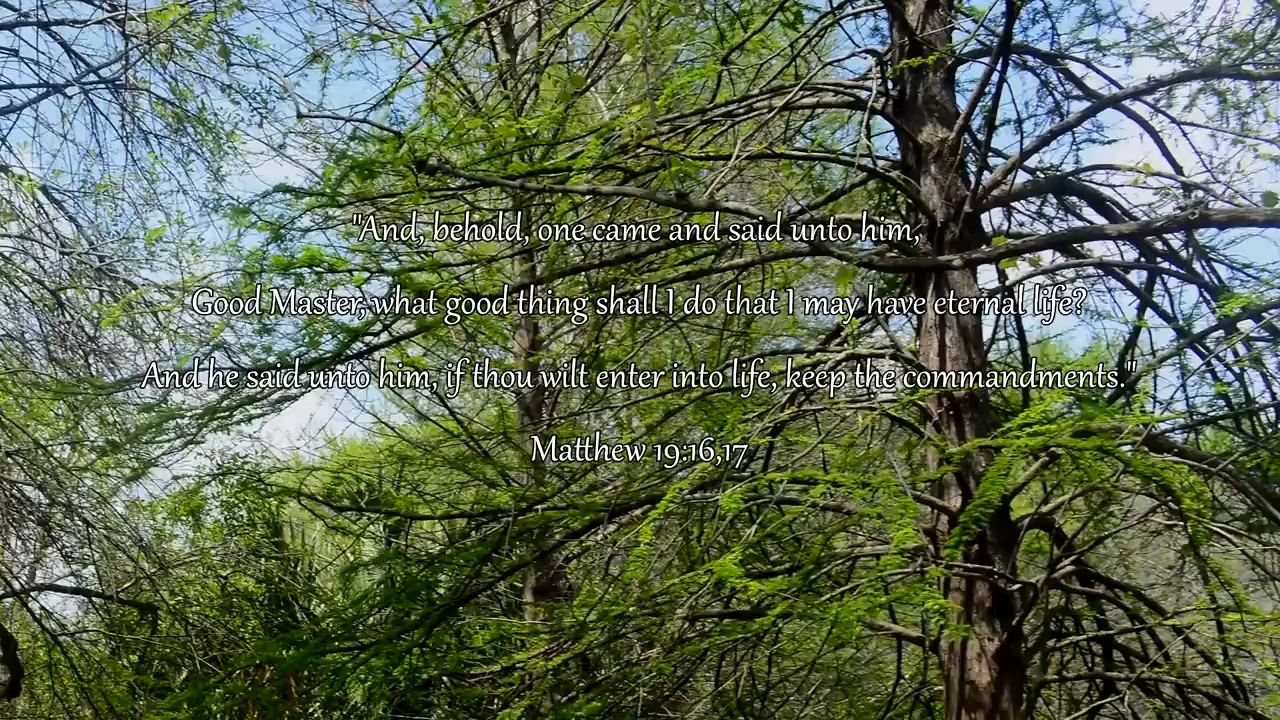 "And, behold, one came and said unto him,
Good Master, what good thing shall I do that I may have eternal life?
And he said unto him, if thou wilt enter into life, keep the commandments."
Matthew 19:16,17